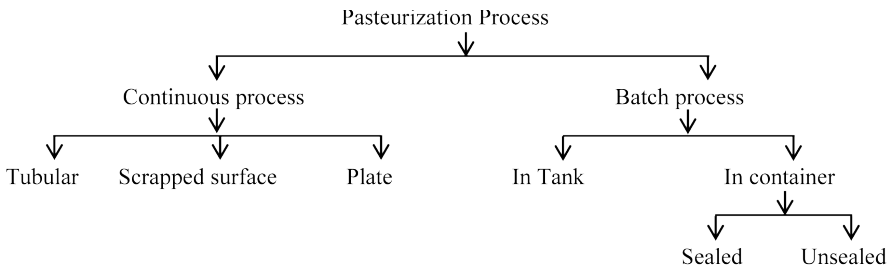 Pasteurization Process
Continuous process Batch process
Tubular Scrapped surface Plate In Tank In container
Sealed Unsealed